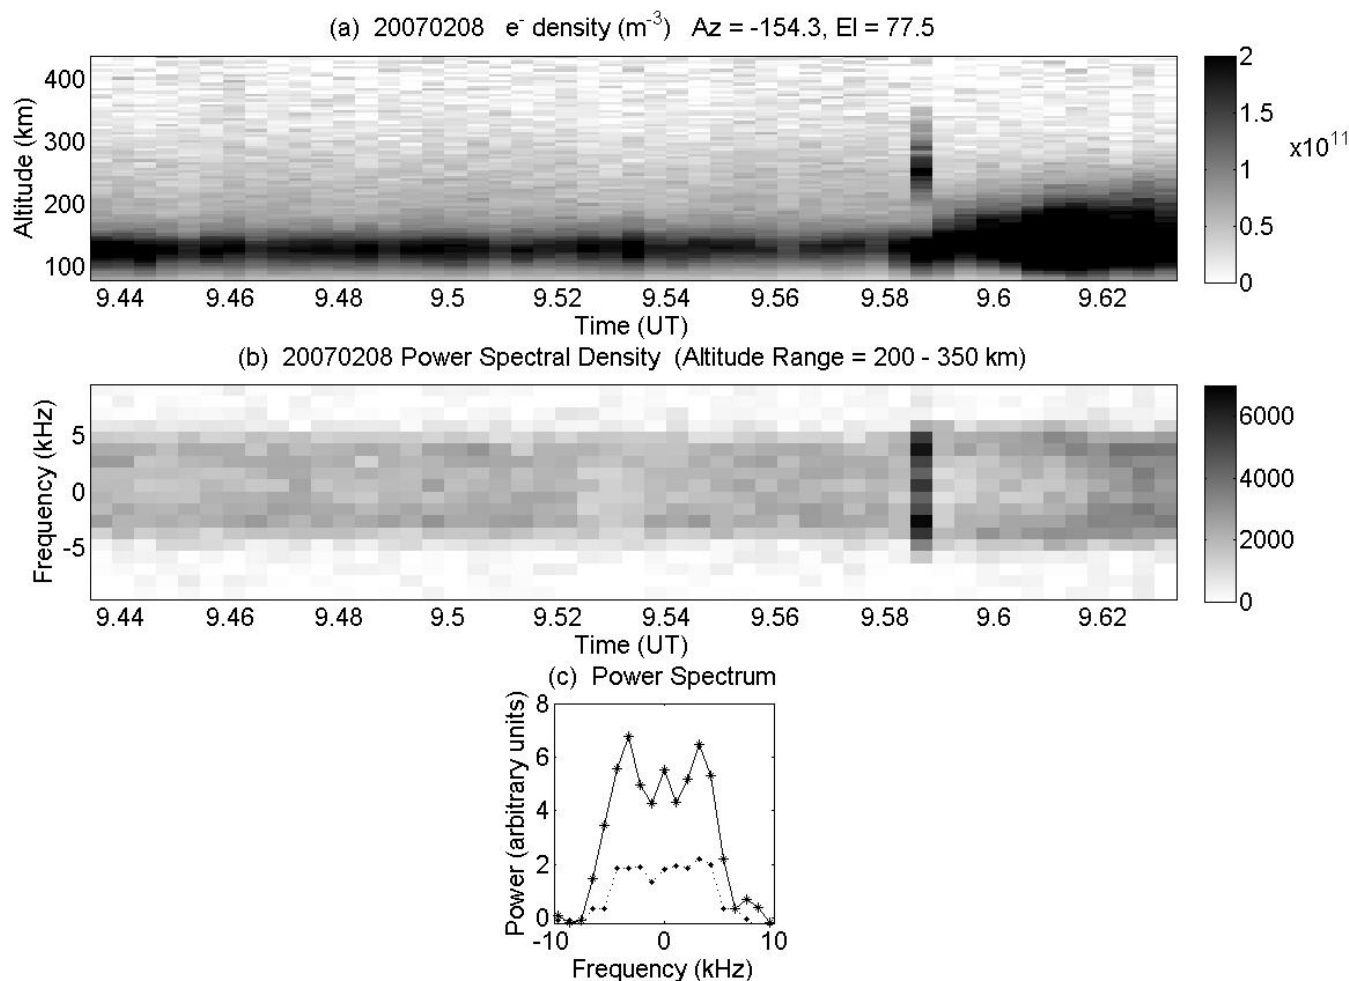 (a) 20070208 e⁻ density (m⁻³) Az = -154.3, El = 77.5
Altitude (km)
400
300
200
100
9.44 9.46 9.48 9.5 9.52 9.54 9.56 9.58 9.6 9.62
Time (UT)
2
1.5
1
0.5
0
x10¹¹
(b) 20070208 Power Spectral Density (Altitude Range = 200 - 350 km)
Frequency (kHz)
5
0
-5
9.44 9.46 9.48 9.5 9.52 9.54 9.56 9.58 9.6 9.62
Time (UT)
6000
4000
2000
0
(c) Power Spectrum
Power (arbitrary units)
8
6
4
2
0
-10 0 10
Frequency (kHz)